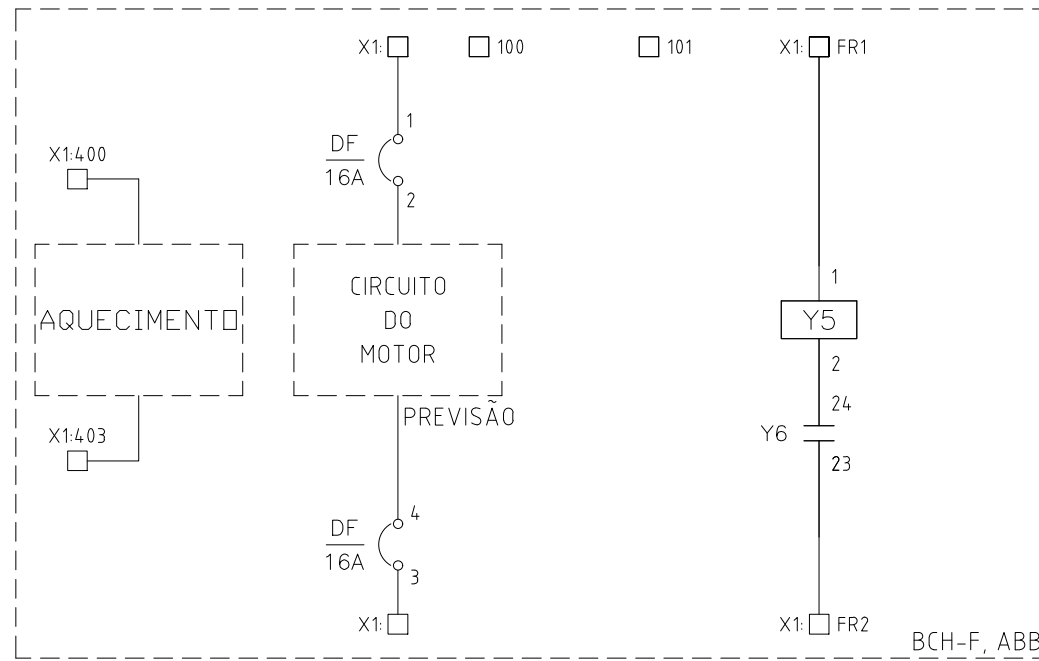 X1:
100
101
X1: FR1
1
DF
16A
2
X1:400
1
CIRCUITO
DO
MOTOR
AQUECIMENTO
Y5
2
PREVISÃO
24
Y6
23
X1:403
4
DF
16A
3
X1:
X1: FR2
BCH-F, ABB